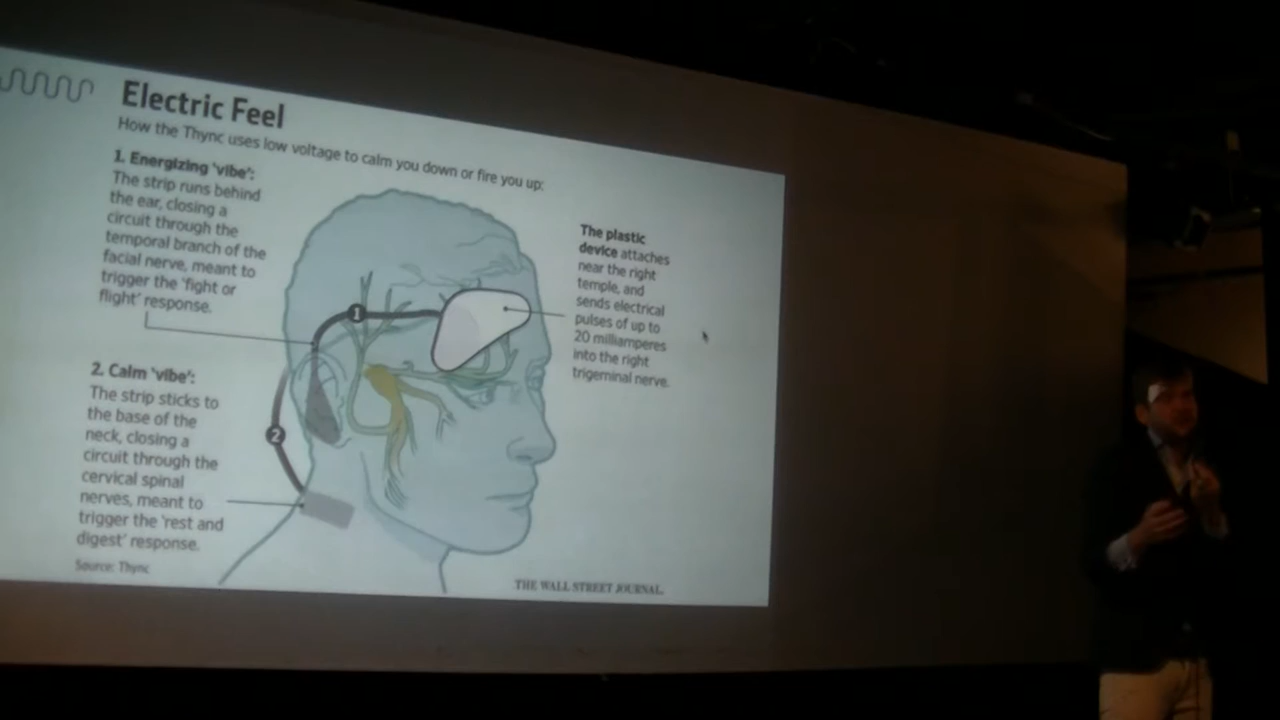 Electric Feel
How the Thync uses low voltage to calm you down or fire you up:
1. Energizing 'vibe':
The strip runs behind
the ear, closing a
circuit through the
temporal branch of the
facial nerve, meant to
trigger the 'fight or
flight' response.
1
The plastic
device attaches
near the right
temple, and
sends electrical
pulses of up to
20 milliamperes
into the right
trigeminal nerve.
2. Calm 'vibe':
The strip sticks to
the base of the
neck, closing a
circuit through the
cervical spinal
nerves, meant to
trigger the 'rest and
digest' response.
2
Source: Thync
THE WALL STREET JOURNAL.